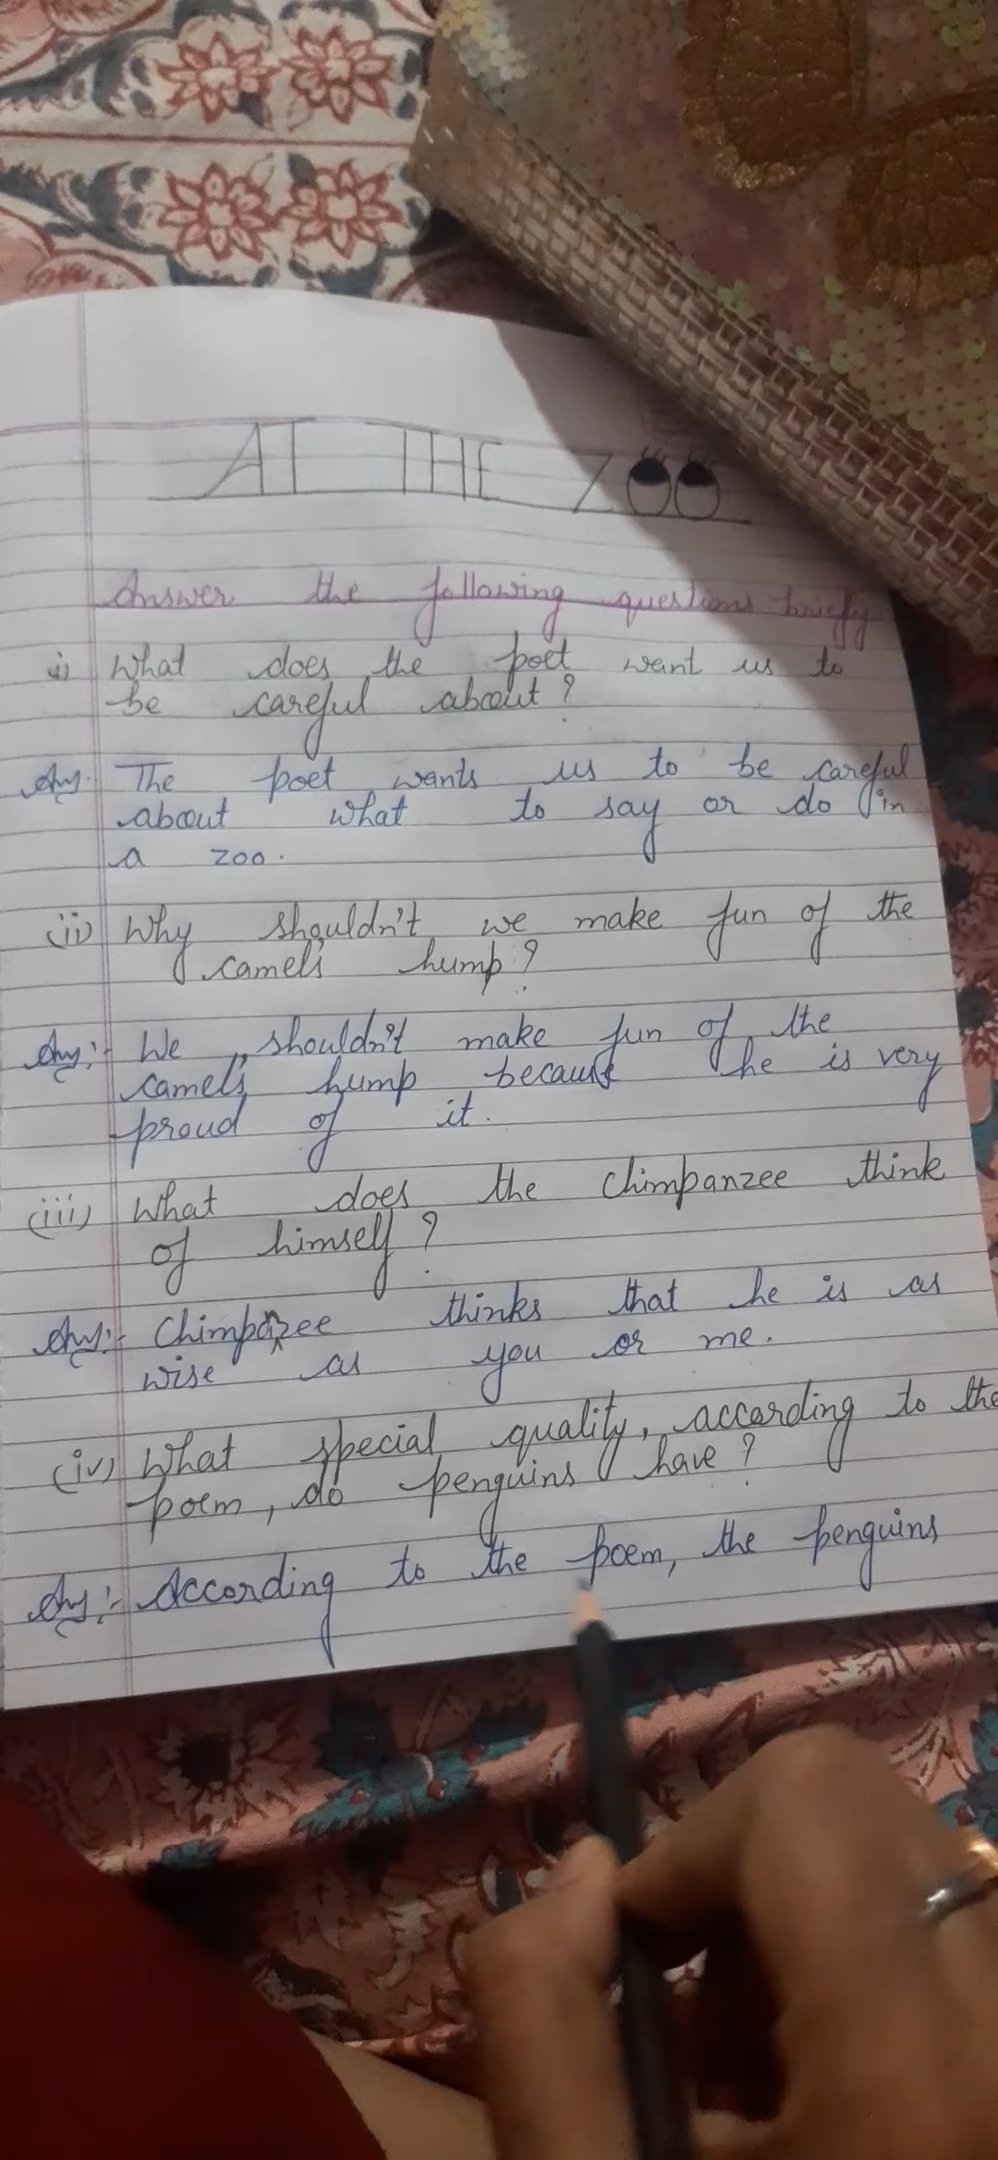 AT THE ZOO
Answer the following questions briefly
i) What does the poet want us to
be careful about?
Ans. The poet wants us to be careful
about what to say or do in
a zoo.
(ii) Why shouldn't we make fun of the
camel's hump?
Ans:- We shouldn't make fun of the
camel's hump because he is very
proud of it.
(iii) What does the chimpanzee think
of himself?
Ans:- Chimpazee thinks that he is as
wise as you or me.
(iv) What special quality, according to the
poem, do penguins have?
Ans:- According to the poem, the penguins